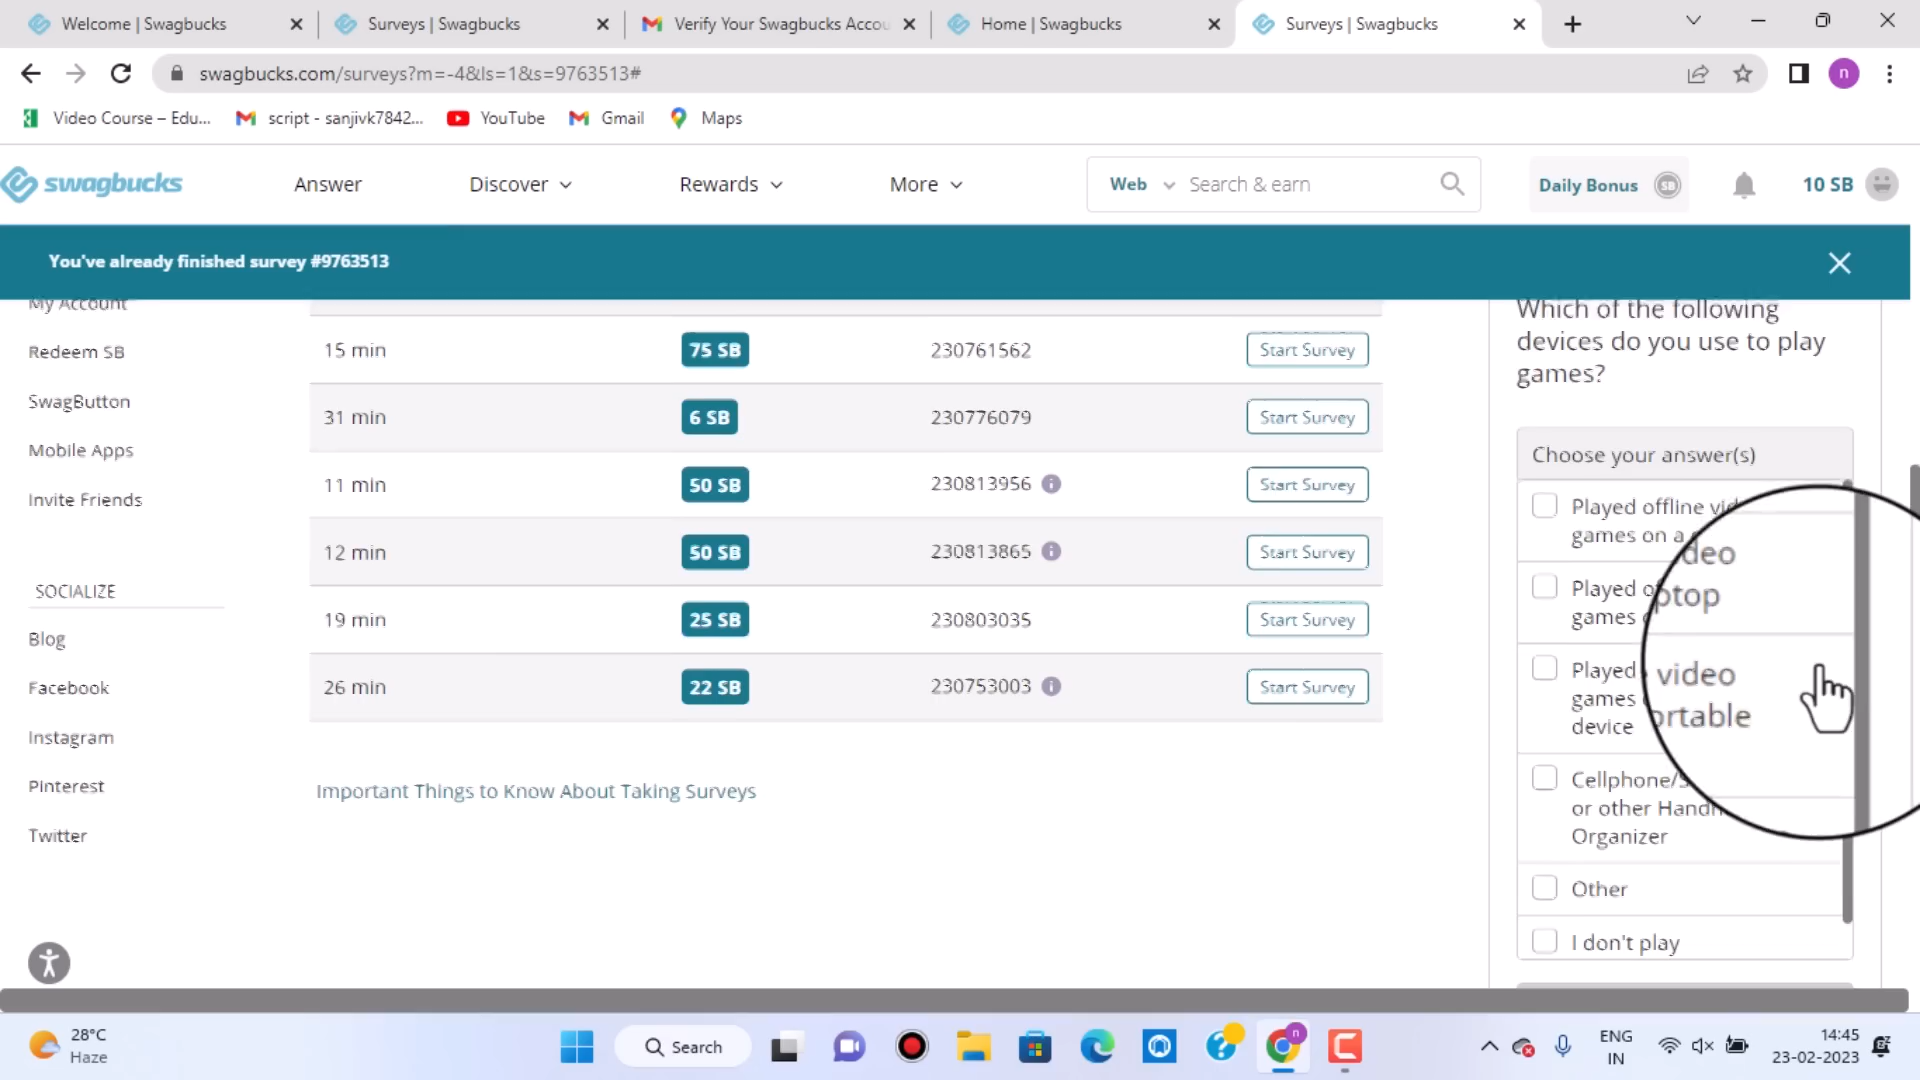 Welcome | Swagbucks
Surveys | Swagbucks
Verify Your Swagbucks Accou
Home | Swagbucks
Surveys | Swagbucks
swagbucks.com/surveys?m=-4&ls=1&s=9763513#
n
Video Course – Edu...
script - sanjivk7842...
YouTube
Gmail
Maps
swagbucks
Answer
Discover
Rewards
More
Web
Search & earn
Daily Bonus
SB
10 SB
You've already finished survey #9763513
My Account
Redeem SB
SwagButton
Mobile Apps
Invite Friends
SOCIALIZE
Blog
Facebook
Instagram
Pinterest
Twitter
15 min 75 SB 230761562 Start Survey
31 min 6 SB 230776079 Start Survey
11 min 50 SB 230813956 Start Survey
12 min 50 SB 230813865 Start Survey
19 min 25 SB 230803035 Start Survey
26 min 22 SB 230753003 Start Survey
Important Things to Know About Taking Surveys
Which of the following
devices do you use to play
games?
Choose your answer(s)
Played offline
games on a
Played
games
Played video
games
device
Cellphone/
or other
Organizer
Other
I don't play
28°C
Haze
Search
n
ENG
IN
14:45
23-02-2023